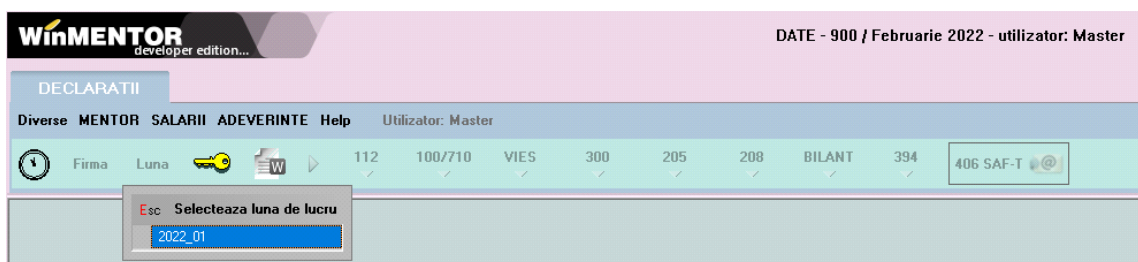 WinMENTOR
developer edition...
DATE - 900 / Februarie 2022 - utilizator: Master
DECLARATII
Diverse MENTOR SALARII ADEVERINTE Help Utilizator: Master
Firma Luna W 112 100/710 VIES 300 205 208 BILANT 394 406 SAF-T @
Esc Selecteaza luna de lucru
2022_01